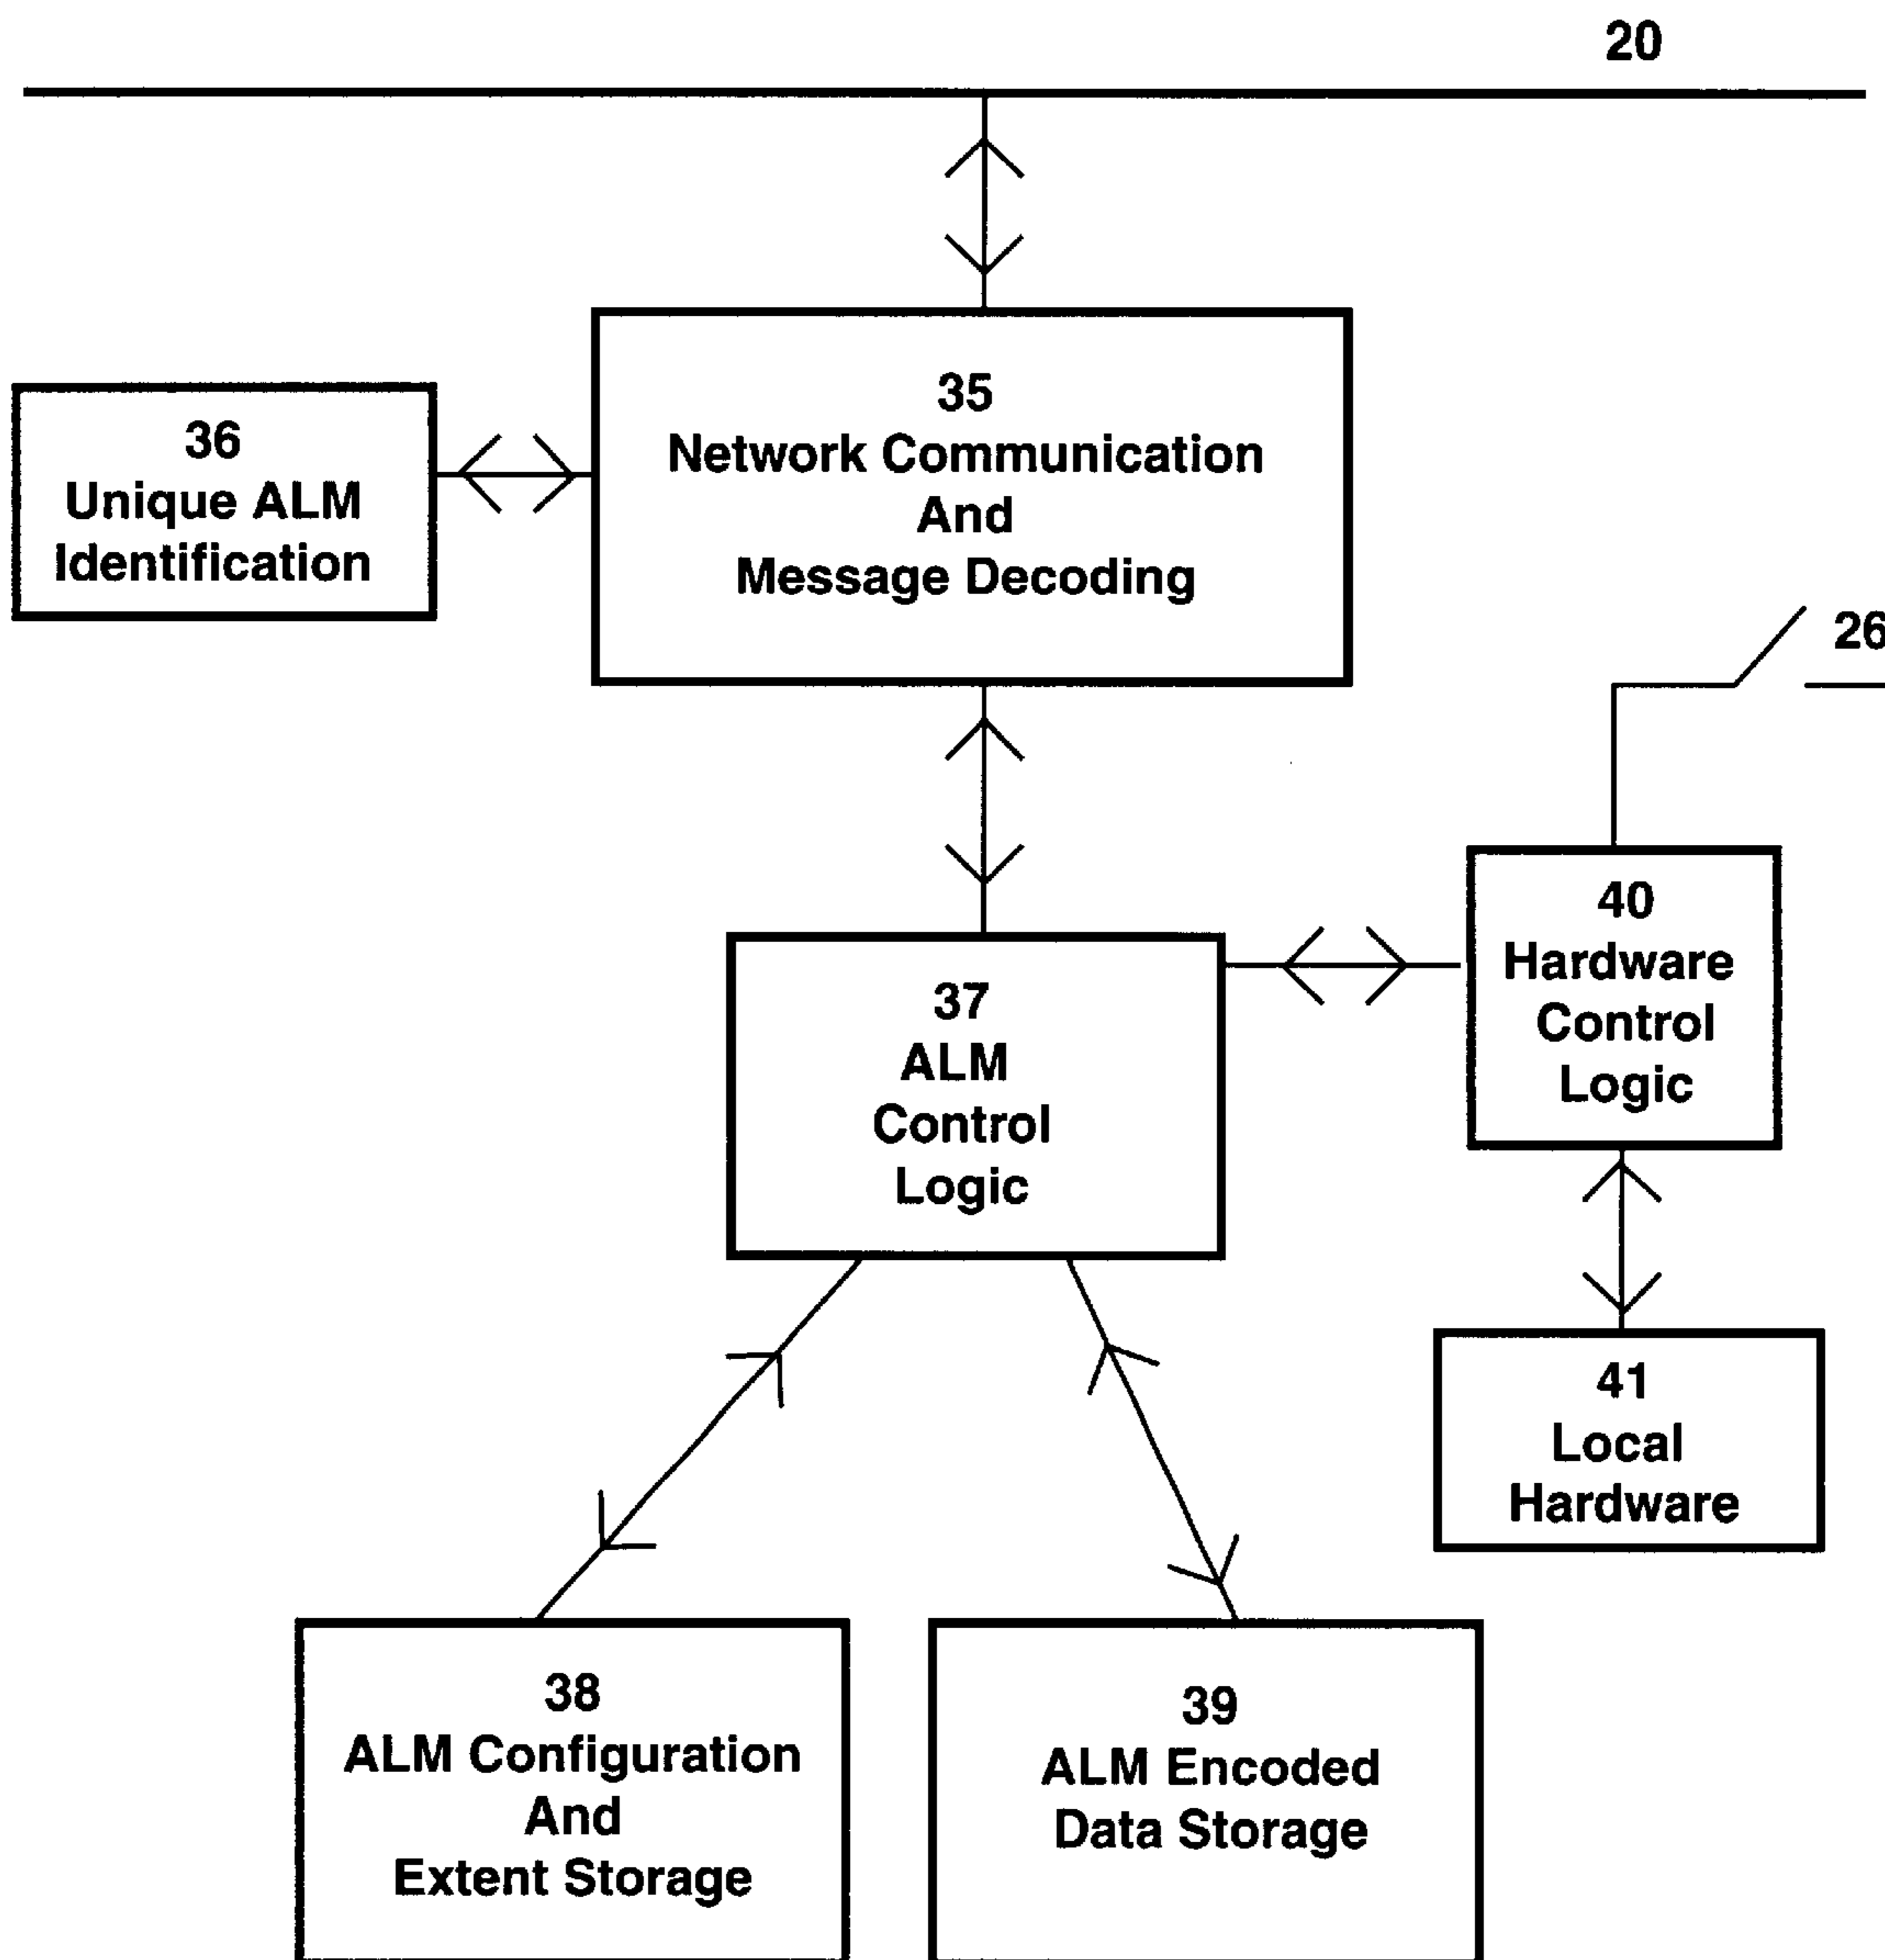 20
35
Network Communication
And
Message Decoding
36
Unique ALM
Identification
26
37
ALM
Control
Logic
40
Hardware
Control
Logic
41
Local
Hardware
38
ALM Configuration
And
Extent Storage
39
ALM Encoded
Data Storage